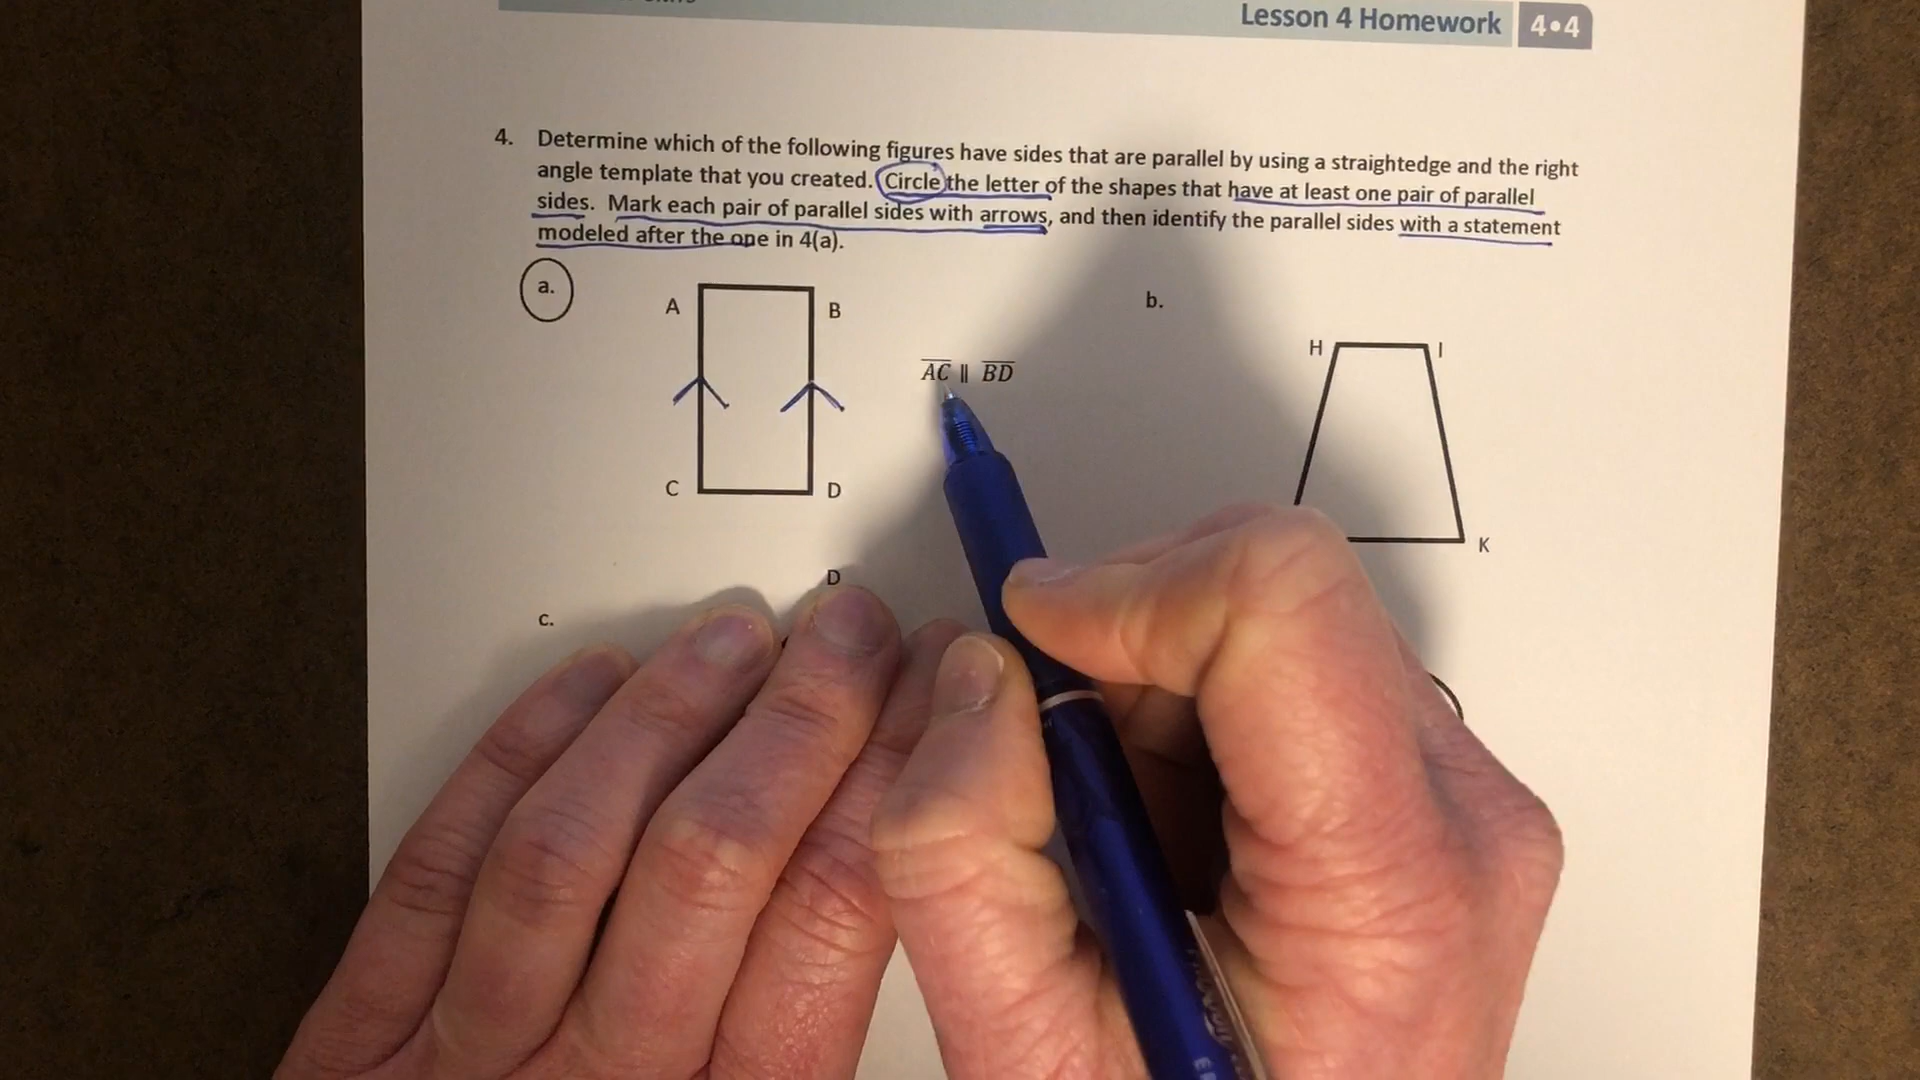 Lesson 4 Homework 4•4
4. Determine which of the following figures have sides that are parallel by using a straightedge and the right
angle template that you created. Circle the letter of the shapes that have at least one pair of parallel
sides. Mark each pair of parallel sides with arrows, and then identify the parallel sides with a statement
modeled after the one in 4(a).
a.
b.
A
B
H
I
AC ∥ BD
C
D
K
D
c.